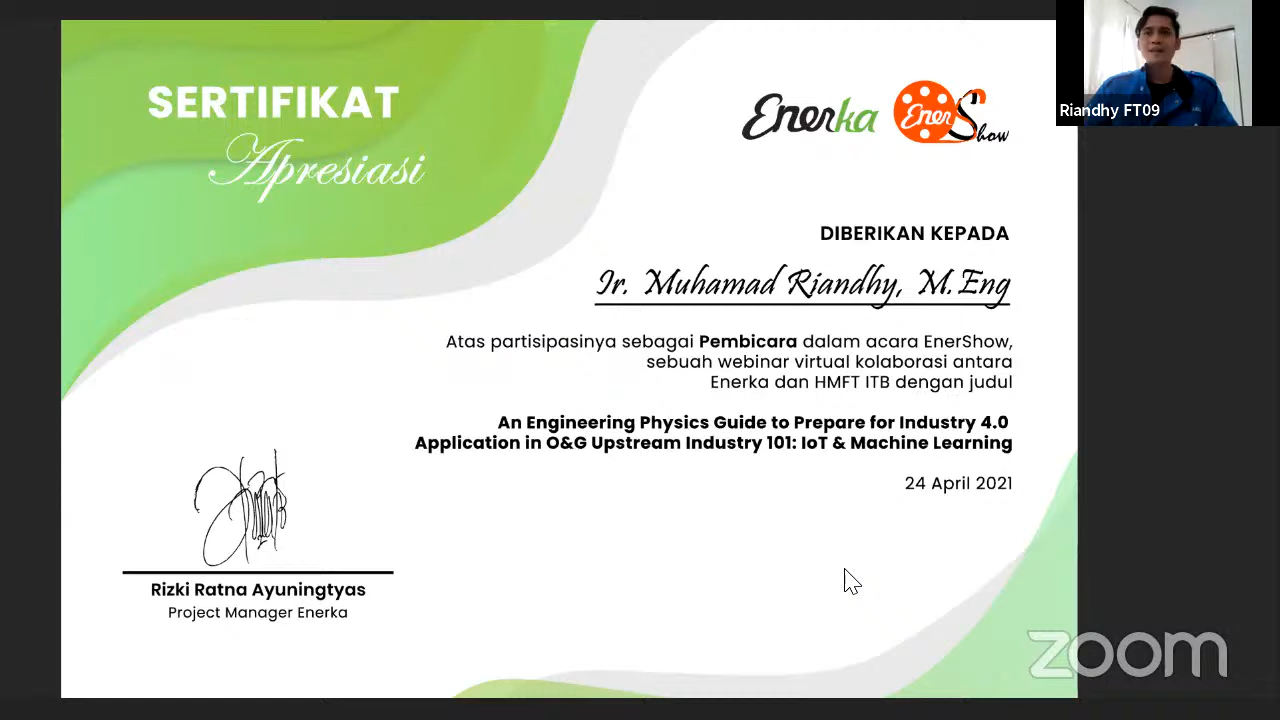 SERTIFIKAT
Apresiasi
Enerka
EnerShow
Riandhy FT09
DIBERIKAN KEPADA
Ir. Muhamad Riandhy, M.Eng
Atas partisipasinya sebagai Pembicara dalam acara EnerShow,
sebuah webinar virtual kolaborasi antara
Enerka dan HMFT ITB dengan judul
An Engineering Physics Guide to Prepare for Industry 4.0
Application in O&G Upstream Industry 101: IoT & Machine Learning
24 April 2021
Rizki Ratna Ayuningtyas
Project Manager Enerka
zoom